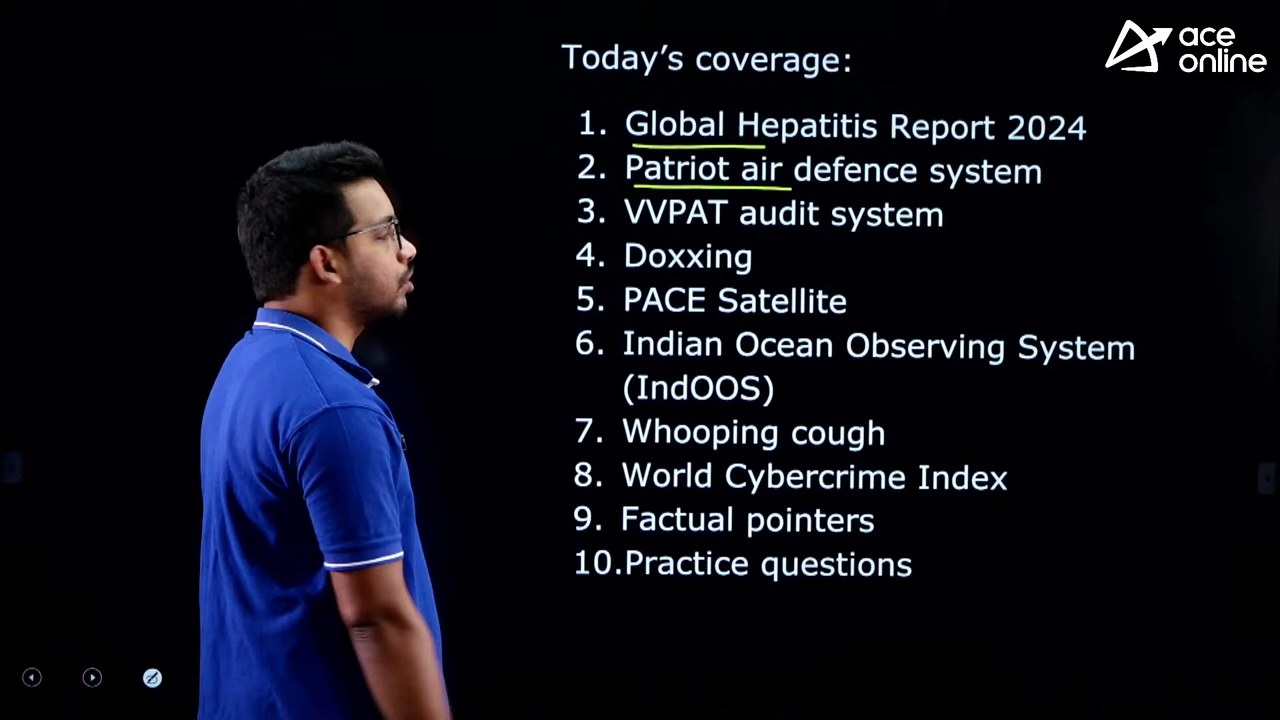 ace
online
Today's coverage:
1. Global Hepatitis Report 2024
2. Patriot air defence system
3. VVPAT audit system
4. Doxxing
5. PACE Satellite
6. Indian Ocean Observing System
(IndOOS)
7. Whooping cough
8. World Cybercrime Index
9. Factual pointers
10.Practice questions